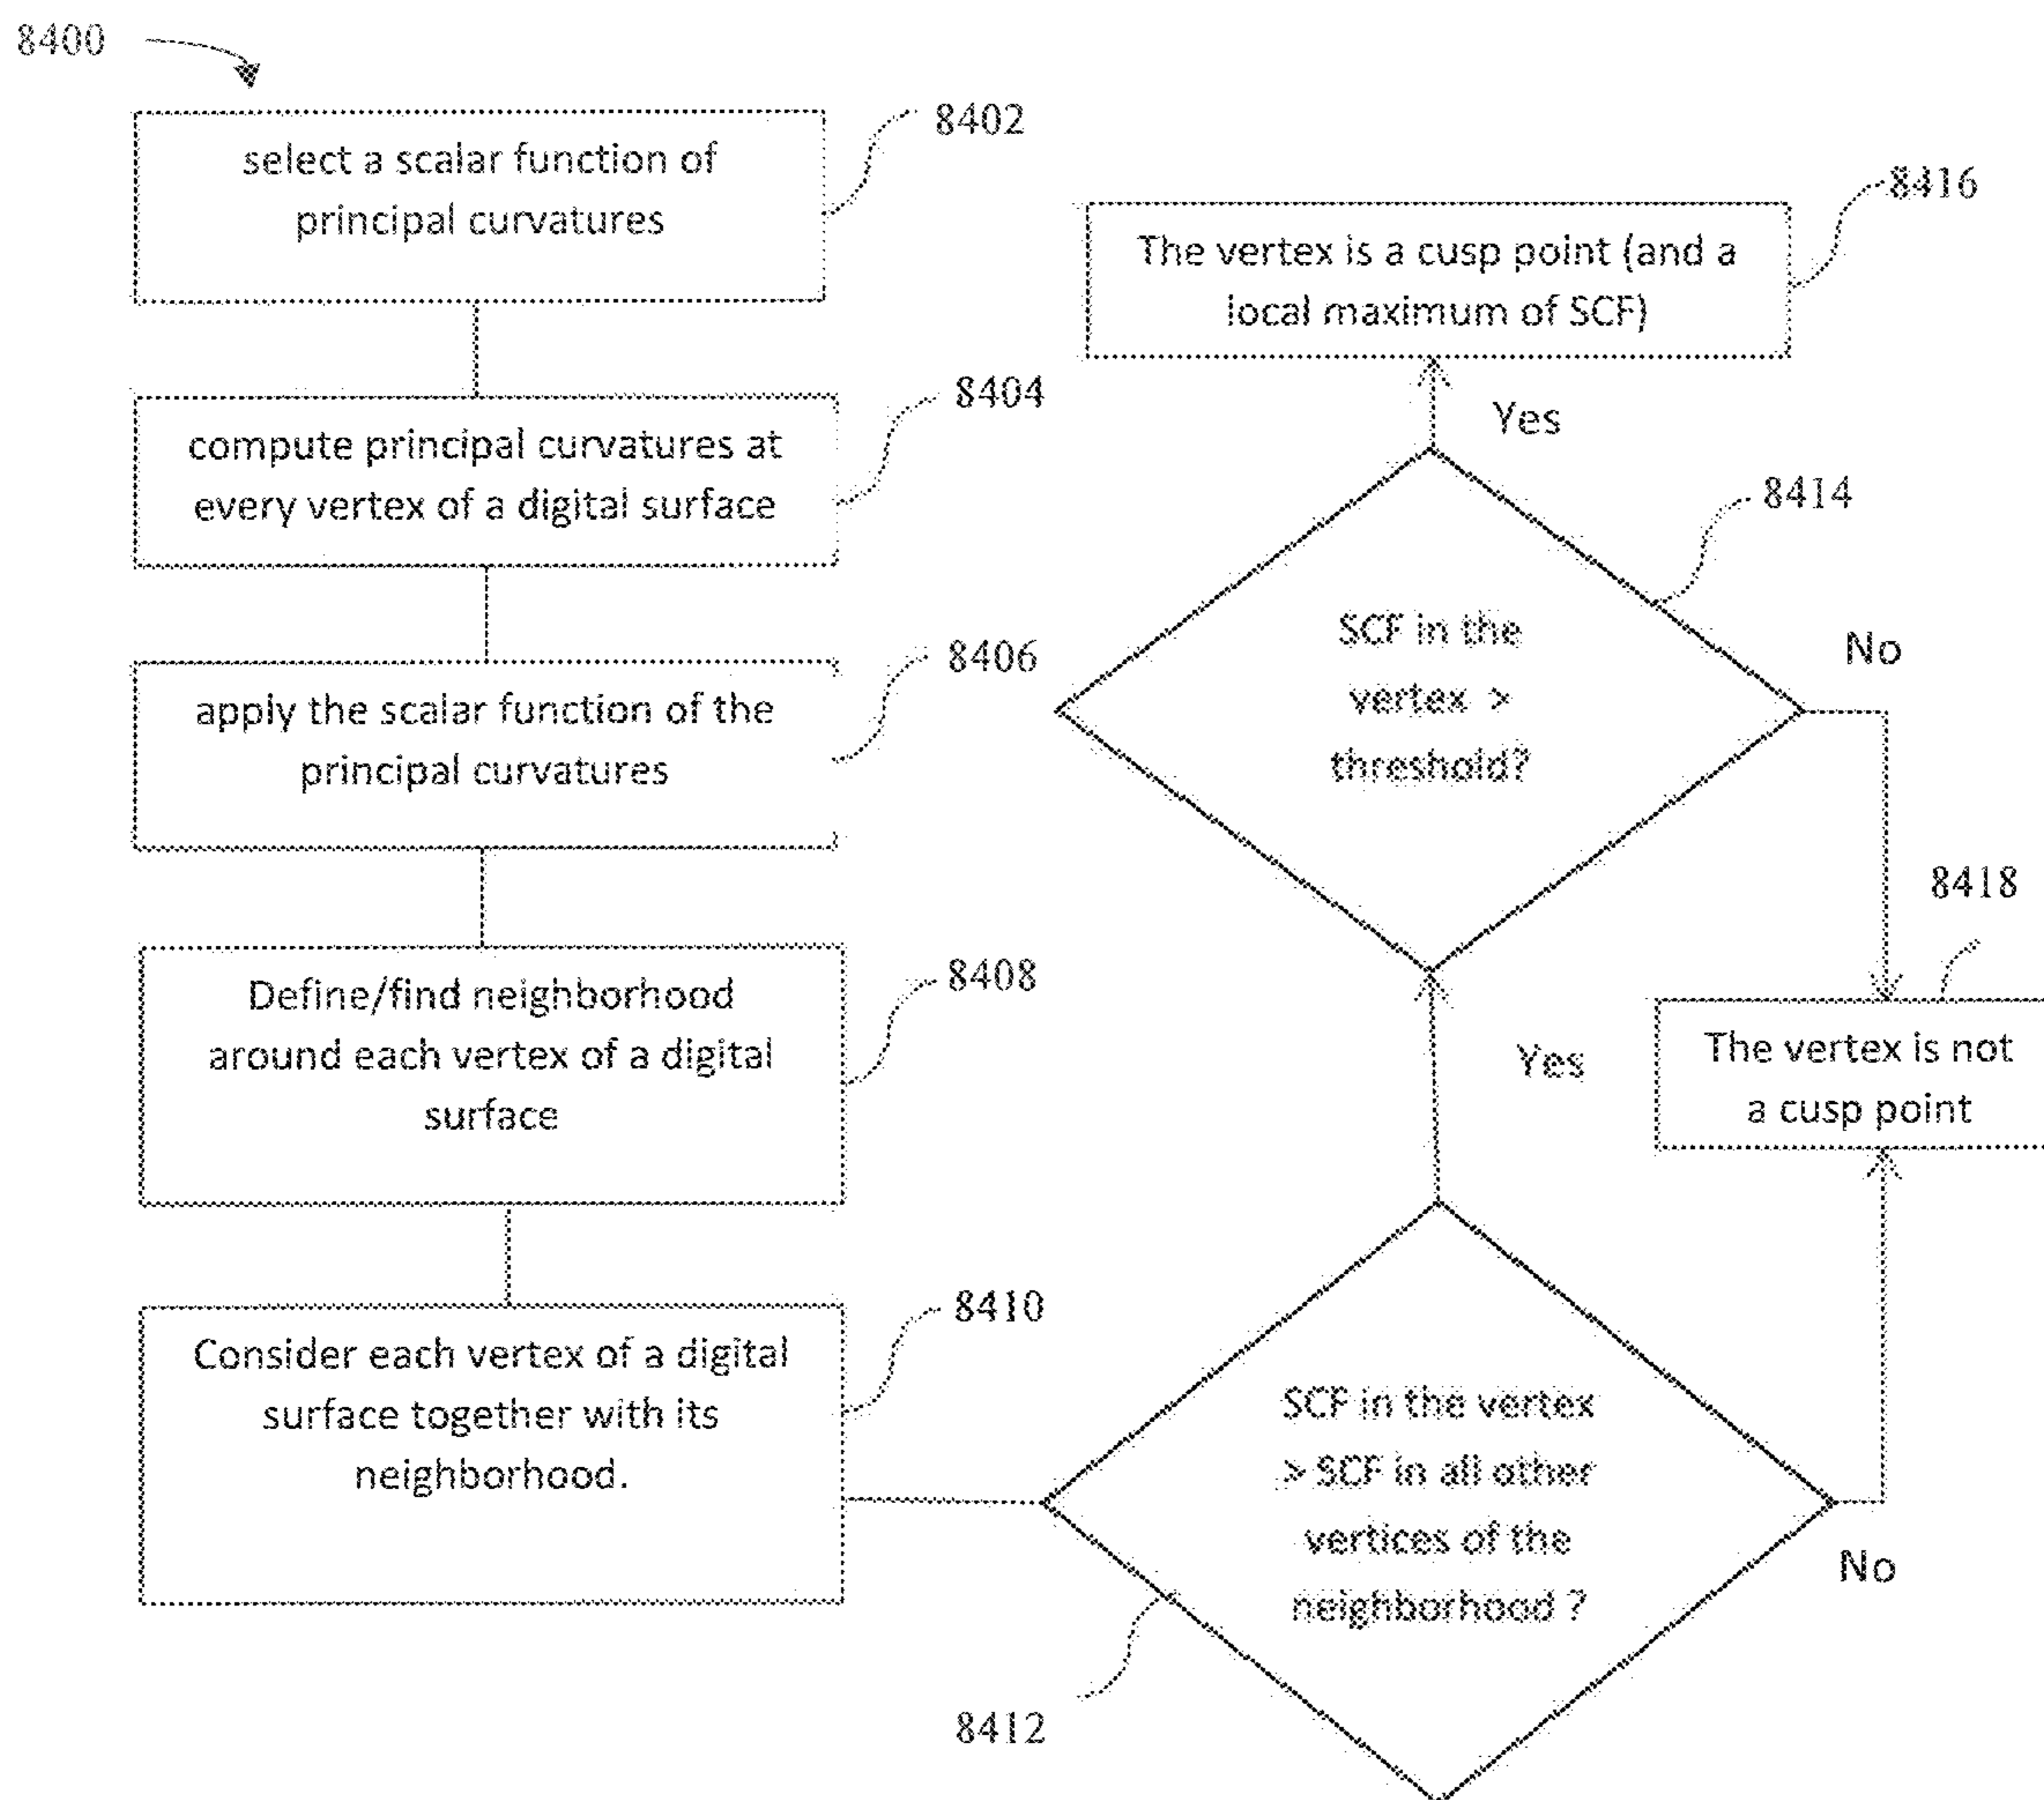 8400
8402
select a scalar function of
principal curvatures
8404
compute principal curvatures at
every vertex of a digital surface
8406
apply the scalar function of the
principal curvatures
8408
Define/find neighborhood
around each vertex of a digital
surface
8410
Consider each vertex of a digital
surface together with its
neighborhood.
8412
SCF in the vertex
> SCF in all other
vertices of the
neighborhood ?
Yes
No
8414
SCF in the
vertex >
threshold?
Yes
No
8416
The vertex is a cusp point (and a
local maximum of SCF)
8418
The vertex is not
a cusp point